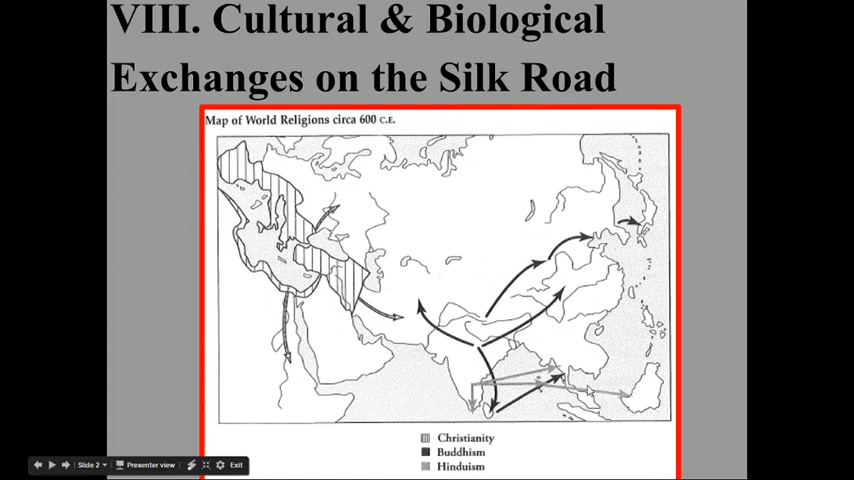 VIII. Cultural & Biological
Exchanges on the Silk Road
Map of World Religions circa 600 C.E.
Christianity
Buddhism
Hinduism
Slide 2
Presenter view
Exit